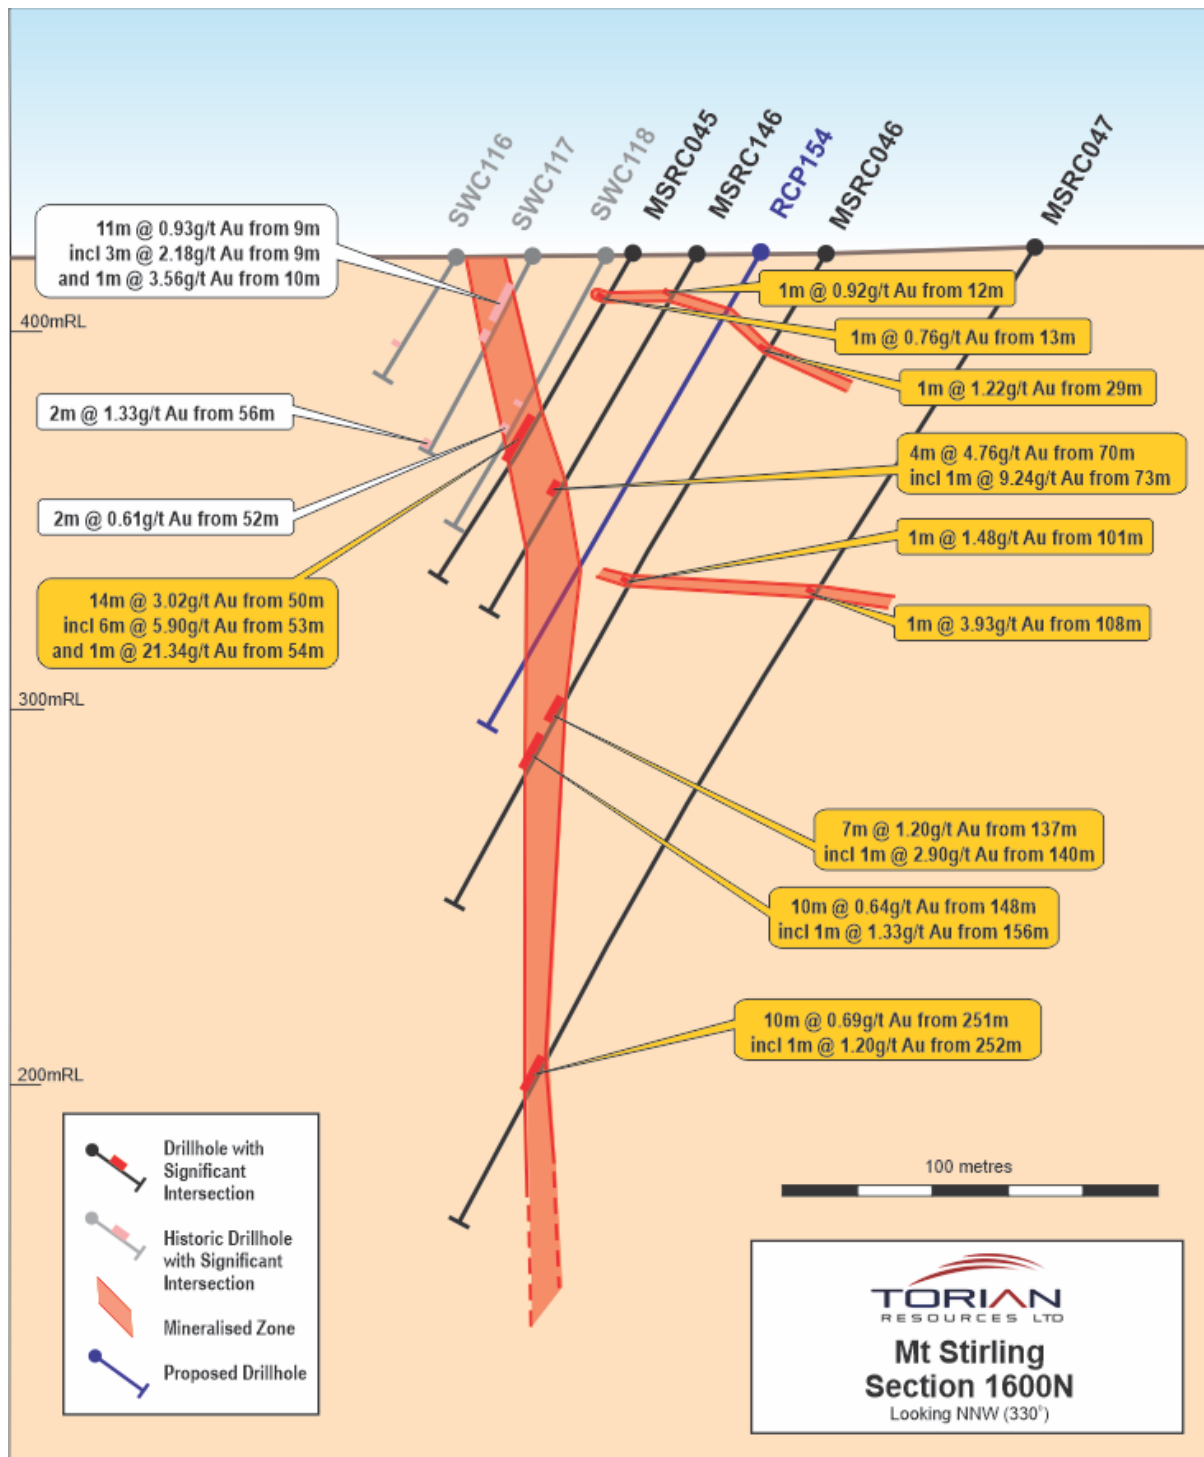 SWC116
SWC117
SWC118
MSRC045
MSRC146
RCP154
MSRC046
MSRC047
11m @ 0.93g/t Au from 9m
incl 3m @ 2.18g/t Au from 9m
and 1m @ 3.56g/t Au from 10m
1m @ 0.92g/t Au from 12m
400mRL
1m @ 0.76g/t Au from 13m
1m @ 1.22g/t Au from 29m
2m @ 1.33g/t Au from 56m
4m @ 4.76g/t Au from 70m
incl 1m @ 9.24g/t Au from 73m
2m @ 0.61g/t Au from 52m
1m @ 1.48g/t Au from 101m
14m @ 3.02g/t Au from 50m
incl 6m @ 5.90g/t Au from 53m
and 1m @ 21.34g/t Au from 54m
1m @ 3.93g/t Au from 108m
300mRL
7m @ 1.20g/t Au from 137m
incl 1m @ 2.90g/t Au from 140m
10m @ 0.64g/t Au from 148m
incl 1m @ 1.33g/t Au from 156m
10m @ 0.69g/t Au from 251m
incl 1m @ 1.20g/t Au from 252m
200mRL
Drillhole with
Significant
Intersection
Historic Drillhole
with Significant
Intersection
Mineralised Zone
Proposed Drillhole
100 metres
TORIAN
RESOURCES LTD
Mt Stirling
Section 1600N
Looking NNW (330°)